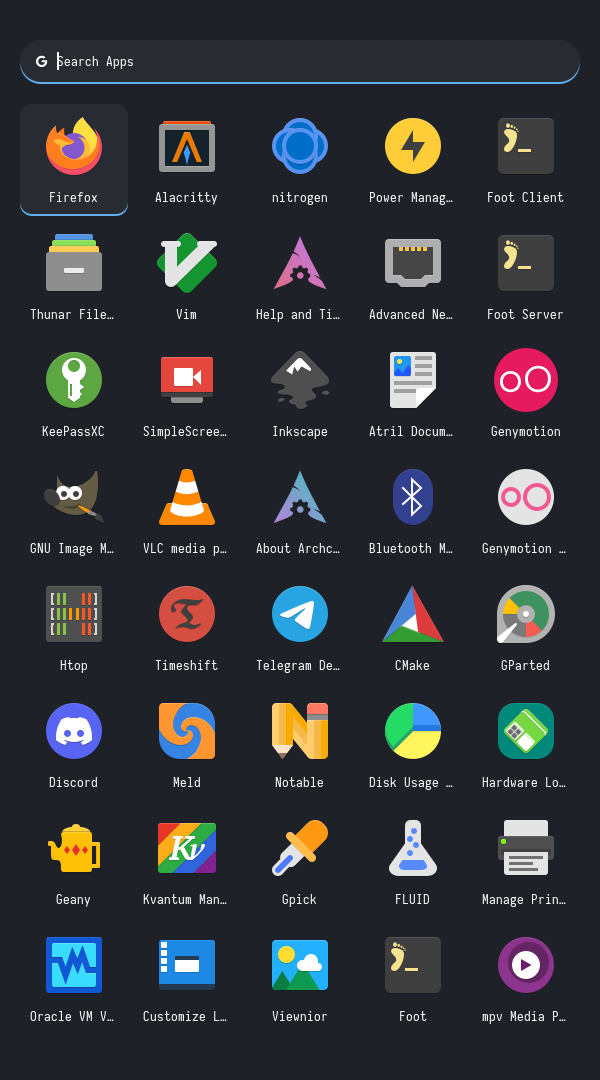 Search Apps
Firefox
Alacritty
nitrogen
Power Manag…
Foot Client
Thunar File…
Vim
Help and Ti…
Advanced Ne…
Foot Server
KeePassXC
SimpleScree…
Inkscape
Atril Docum…
Genymotion
GNU Image M…
VLC media p…
About Archc…
Bluetooth M…
Genymotion …
Htop
Timeshift
Telegram De…
CMake
GParted
Discord
Meld
Notable
Disk Usage …
Hardware Lo…
Geany
Kvantum Man…
Gpick
FLUID
Manage Prin…
Oracle VM V…
Customize L…
Viewnior
Foot
mpv Media P…